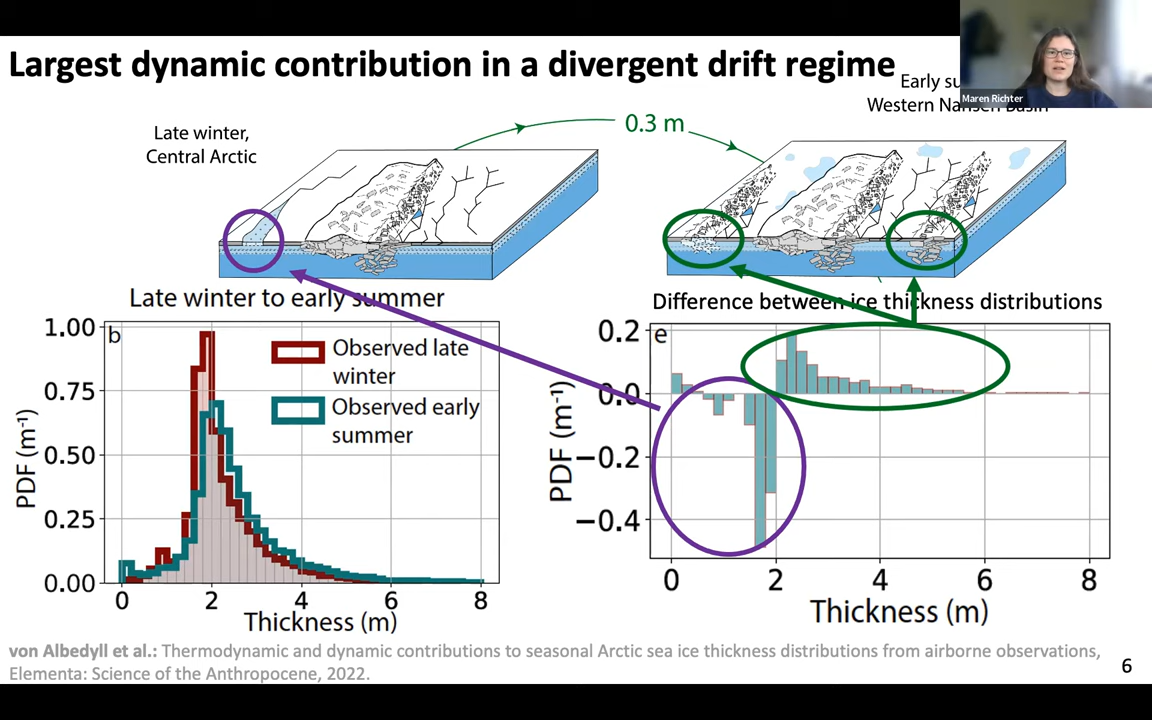 Largest dynamic contribution in a divergent drift regime
Maren Richter
Early su
Western Nansen Basin
Late winter,
Central Arctic
0.3 m
Late winter to early summer
Difference between ice thickness distributions
b
1.00
0.75
0.50
0.25
0.00
PDF (m⁻¹)
Observed late
winter
Observed early
summer
0 2 4 6 8
Thickness (m)
e
0.2
0.0
−0.2
−0.4
PDF (m⁻¹)
0 2 4 6 8
Thickness (m)
von Albedyll et al.: Thermodynamic and dynamic contributions to seasonal Arctic sea ice thickness distributions from airborne observations,
Elementa: Science of the Anthropocene, 2022.
6